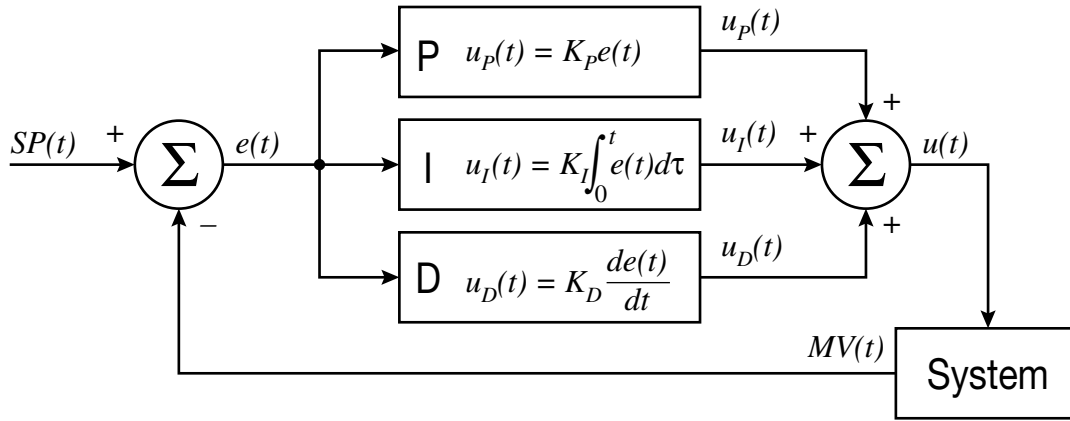 P u_P(t) = K_P e(t)
u_P(t)
+
SP(t)
+
Σ
e(t)
I u_I(t) = K_I ∫_0^t e(t)dτ
u_I(t)
+
Σ
u(t)
−
D u_D(t) = K_D de(t)/dt
u_D(t)
+
MV(t)
System